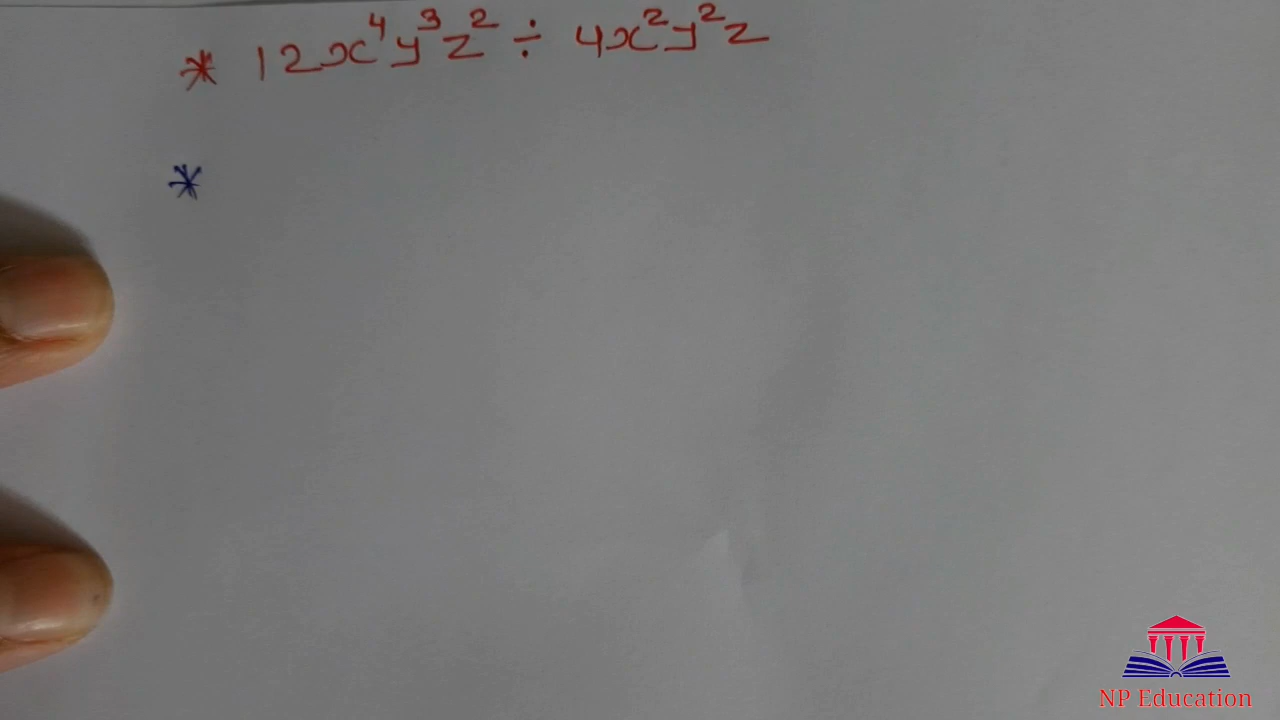 * 12x⁴y³z² ÷ 4x²y²z
*
NP Education